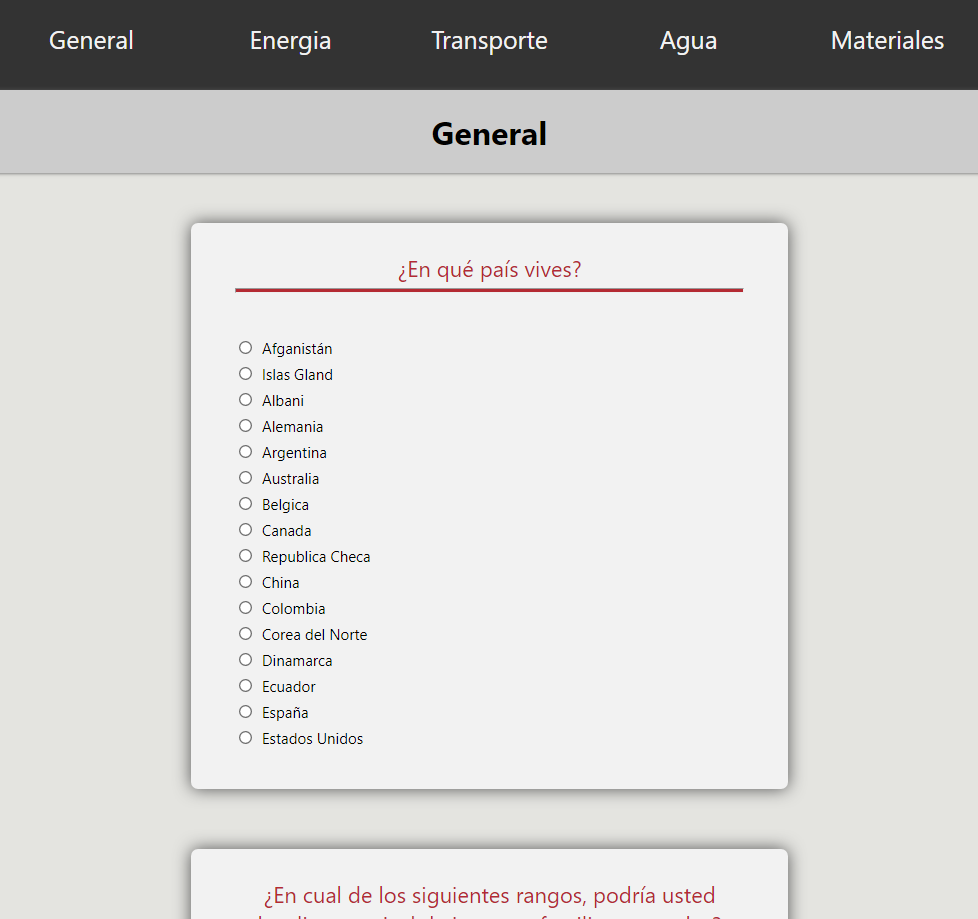 General Energia Transporte Agua Materiales
General
¿En qué país vives?
Afganistán
Islas Gland
Albani
Alemania
Argentina
Australia
Belgica
Canada
Republica Checa
China
Colombia
Corea del Norte
Dinamarca
Ecuador
España
Estados Unidos
¿En cual de los siguientes rangos, podría usted